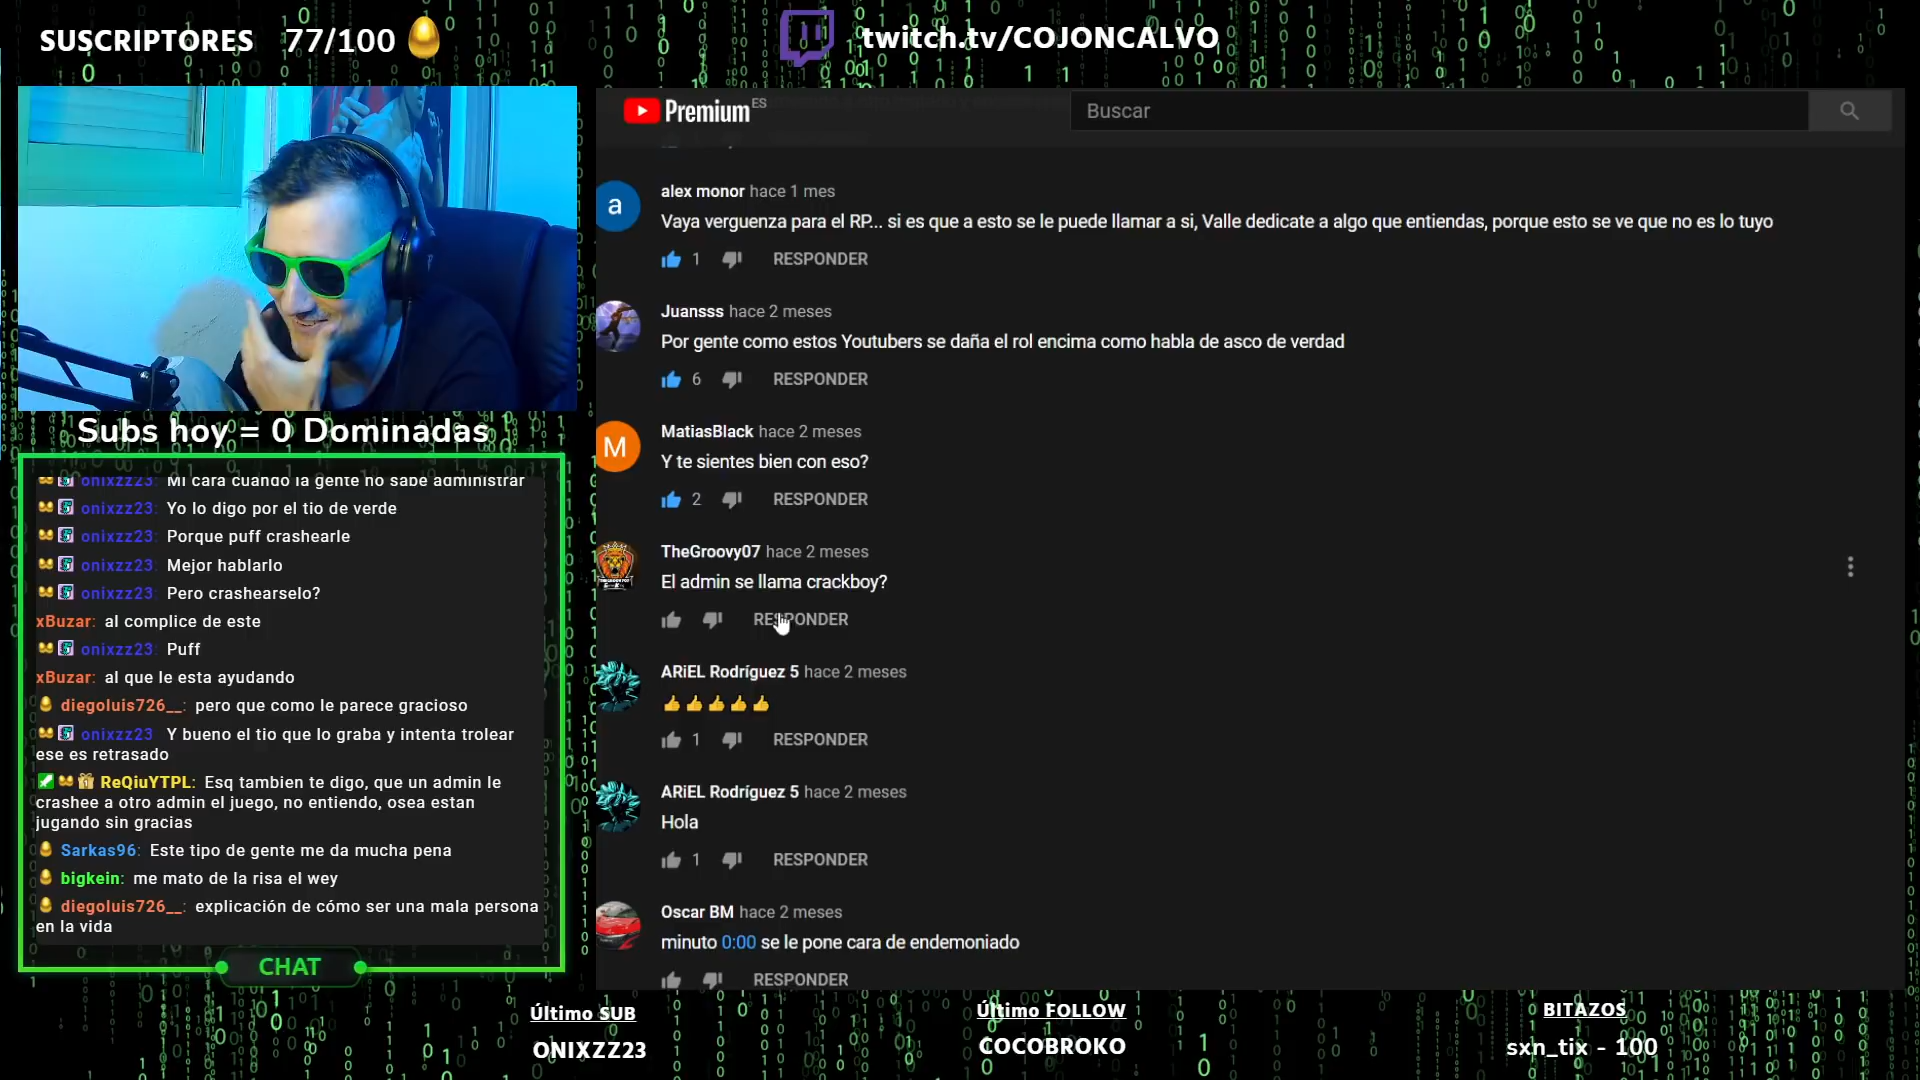 SUSCRIPTORES 77/100
twitch.tv/COJONCALVO
Premium ES
Buscar
Subs hoy = 0 Dominadas
onixzz23: Mi cara cuando la gente no sabe administrar
onixzz23: Yo lo digo por el tio de verde
onixzz23: Porque puff crashearle
onixzz23: Mejor hablarlo
onixzz23: Pero crashearselo?
xBuzar: al complice de este
onixzz23: Puff
xBuzar: al que le esta ayudando
diegoluis726__: pero que como le parece gracioso
onixzz23: Y bueno el tio que lo graba y intenta trolear
ese es retrasado
ReQiuYTPL: Esq tambien te digo, que un admin le
crashee a otro admin el juego, no entiendo, osea estan
jugando sin gracias
Sarkas96: Este tipo de gente me da mucha pena
bigkein: me mato de la risa el wey
diegoluis726__: explicación de cómo ser una mala persona
en la vida
CHAT
a
alex monor hace 1 mes
Vaya verguenza para el RP... si es que a esto se le puede llamar a si, Valle dedicate a algo que entiendas, porque esto se ve que no es lo tuyo
1 RESPONDER
Juansss hace 2 meses
Por gente como estos Youtubers se daña el rol encima como habla de asco de verdad
6 RESPONDER
M
MatiasBlack hace 2 meses
Y te sientes bien con eso?
2 RESPONDER
TheGroovy07 hace 2 meses
El admin se llama crackboy?
RESPONDER
ARiEL Rodríguez 5 hace 2 meses
👍👍👍👍👍
1 RESPONDER
ARiEL Rodríguez 5 hace 2 meses
Hola
1 RESPONDER
Oscar BM hace 2 meses
minuto 0:00 se le pone cara de endemoniado
RESPONDER
Último SUB
ONIXZZ23
Último FOLLOW
COCOBROKO
BITAZOS
sxn_tix - 100